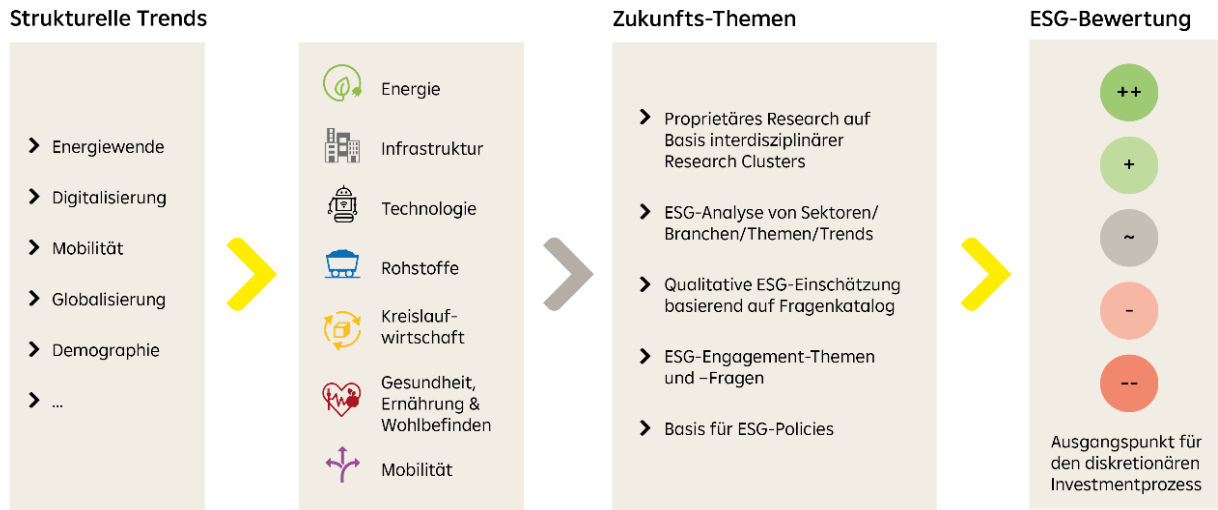 Strukturelle Trends
Energiewende
Digitalisierung
Mobilität
Globalisierung
Demographie
...
Energie
Infrastruktur
Technologie
Rohstoffe
Kreislauf-
wirtschaft
Gesundheit,
Ernährung &
Wohlbefinden
Mobilität
Zukunfts-Themen
Proprietäres Research auf
Basis interdisziplinärer
Research Clusters
ESG-Analyse von Sektoren/
Branchen/Themen/Trends
Qualitative ESG-Einschätzung
basierend auf Fragenkatalog
ESG-Engagement-Themen
und –Fragen
Basis für ESG-Policies
ESG-Bewertung
++
+
~
-
--
Ausgangspunkt für
den diskretionären
Investmentprozess